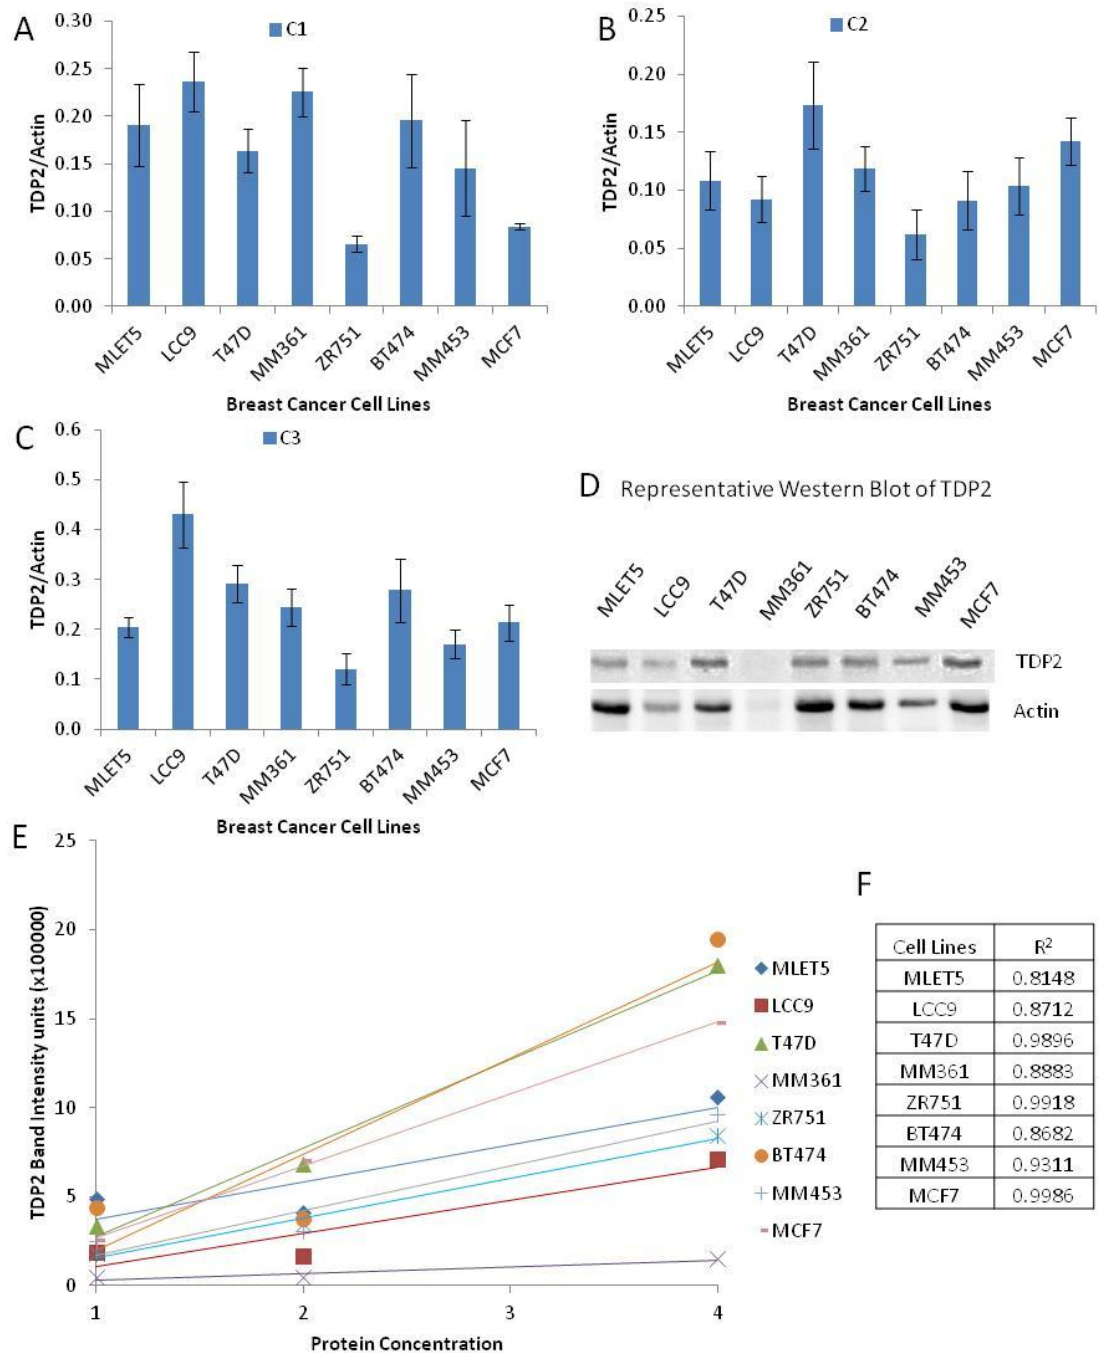 A
C1
0.30
0.25
0.20
0.15
0.10
0.05
0.00
TDP2/Actin
MLET5
LCC9
T47D
MM361
ZR751
BT474
MM453
MCF7
Breast Cancer Cell Lines
B
C2
0.25
0.20
0.15
0.10
0.05
0.00
TDP2/Actin
MLET5
LCC9
T47D
MM361
ZR751
BT474
MM453
MCF7
Breast Cancer Cell Lines
C
C3
0.6
0.5
0.4
0.3
0.2
0.1
0.0
TDP2/Actin
MLET5
LCC9
T47D
MM361
ZR751
BT474
MM453
MCF7
Breast Cancer Cell Lines
D Representative Western Blot of TDP2
MLET5
LCC9
T47D
MM361
ZR751
BT474
MM453
MCF7
TDP2
Actin
E
25
20
15
10
5
0
TDP2 Band Intensity units (x100000)
1 2 3 4
Protein Concentration
MLET5
LCC9
T47D
MM361
ZR751
BT474
MM453
MCF7
F
Cell Lines R²
MLET5 0.8148
LCC9 0.8712
T47D 0.9896
MM361 0.8883
ZR751 0.9918
BT474 0.8682
MM453 0.9311
MCF7 0.9986